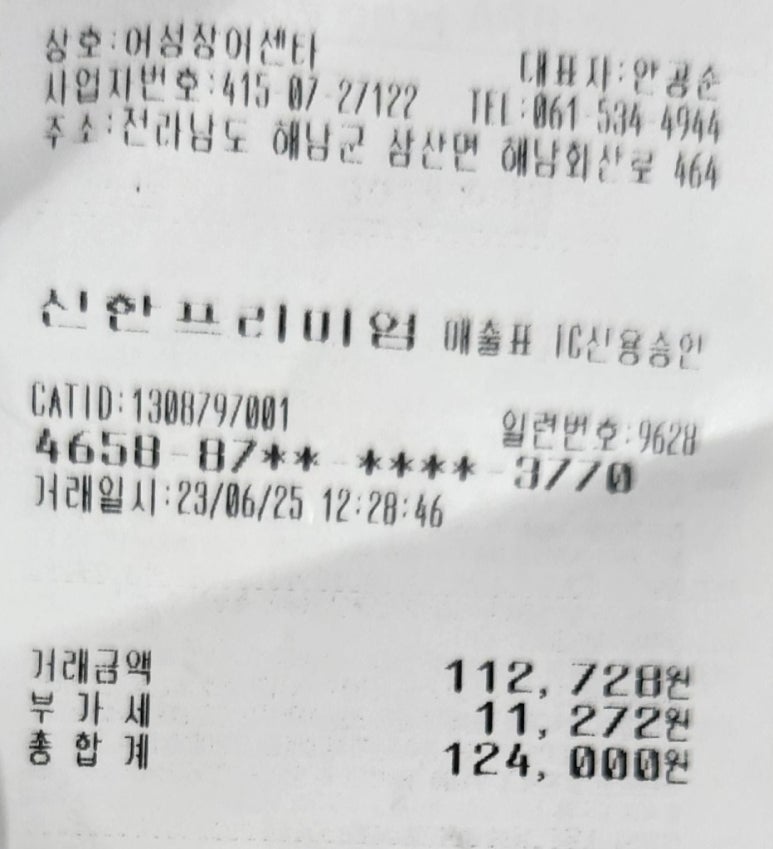 상호:어성장어센타 대표자:안공순
사업자번호:415-07-27122 TEL:061-534-4944
주소:전라남도 해남군 삼산면 해남화산로 464
신한프리미엄 매출표 IC신용승인
CATID:1308797001 일련번호:9628
4658-87**-****-3770
거래일시:23/06/25 12:28:46
거래금액 112,728원
부 가 세 11,272원
총 합 계 124,000원